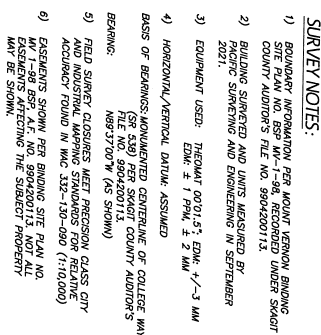 SURVEY NOTES:
1) BOUNDARY INFORMATION PER MOUNT VERNON BINDING
SITE PLAN NO. BSP MV-1-98, RECORDED UNDER SKAGIT
COUNTY AUDITOR'S FILE NO. 9904200113.
2) BUILDING SURVEYED AND UNITS MEASURED BY
PACIFIC SURVEYING AND ENGINEERING IN SEPTEMBER
2021.
3) EQUIPMENT USED: THEOMAT 00'01.5": EDM: +/-3 MM
EDM: ± 1 PPM, ± 2 MM
4) HORIZONTAL/VERTICAL DATUM: ASSUMED
BASIS OF BEARINGS: MONUMENTED CENTERLINE OF COLLEGE WAY
(SR 538) PER SKAGIT COUNTY AUDITOR'S
FILE NO. 9904200113.
BEARING: N89°37'00"W (AS SHOWN)
5) FIELD SURVEY CLOSURES MEET PRECISION CLASS CITY
AND INDUSTRIAL MAPPING STANDARDS FOR RELATIVE
ACCURACY FOUND IN WAC 332-130-090 (1:10,000)
6) EASEMENTS SHOWN PER BINDING SITE PLAN NO.
MV 1-98 BSP, A.F. NO. 9904200113. NOT ALL
EASEMENTS AFFECTING THE SUBJECT PROPERTY
MAY BE SHOWN.